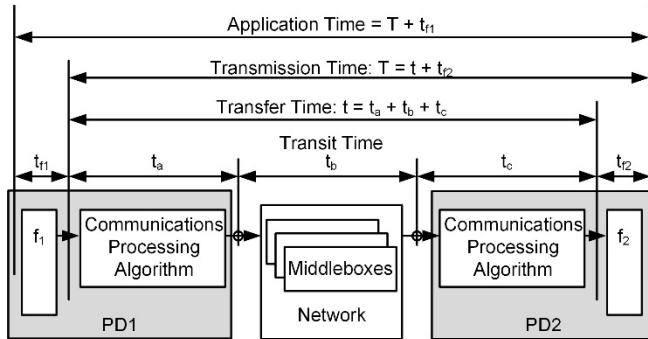 Application Time = T + tf1
Transmission Time: T = t + tf2
Transfer Time: t = ta + tb + tc
Transit Time
tf1
ta
tb
tc
tf2
f1
Communications
Processing
Algorithm
Middleboxes
Network
Communications
Processing
Algorithm
f2
PD1
PD2